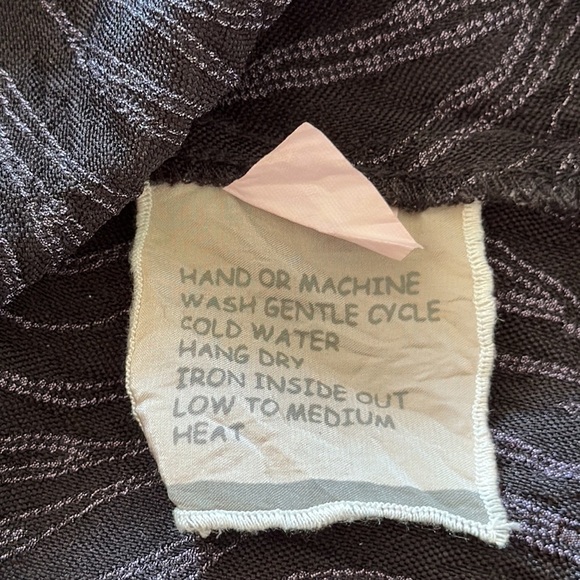 HAND OR MACHINE
WASH GENTLE CYCLE
COLD WATER
HANG DRY
IRON INSIDE OUT
LOW TO MEDIUM
HEAT